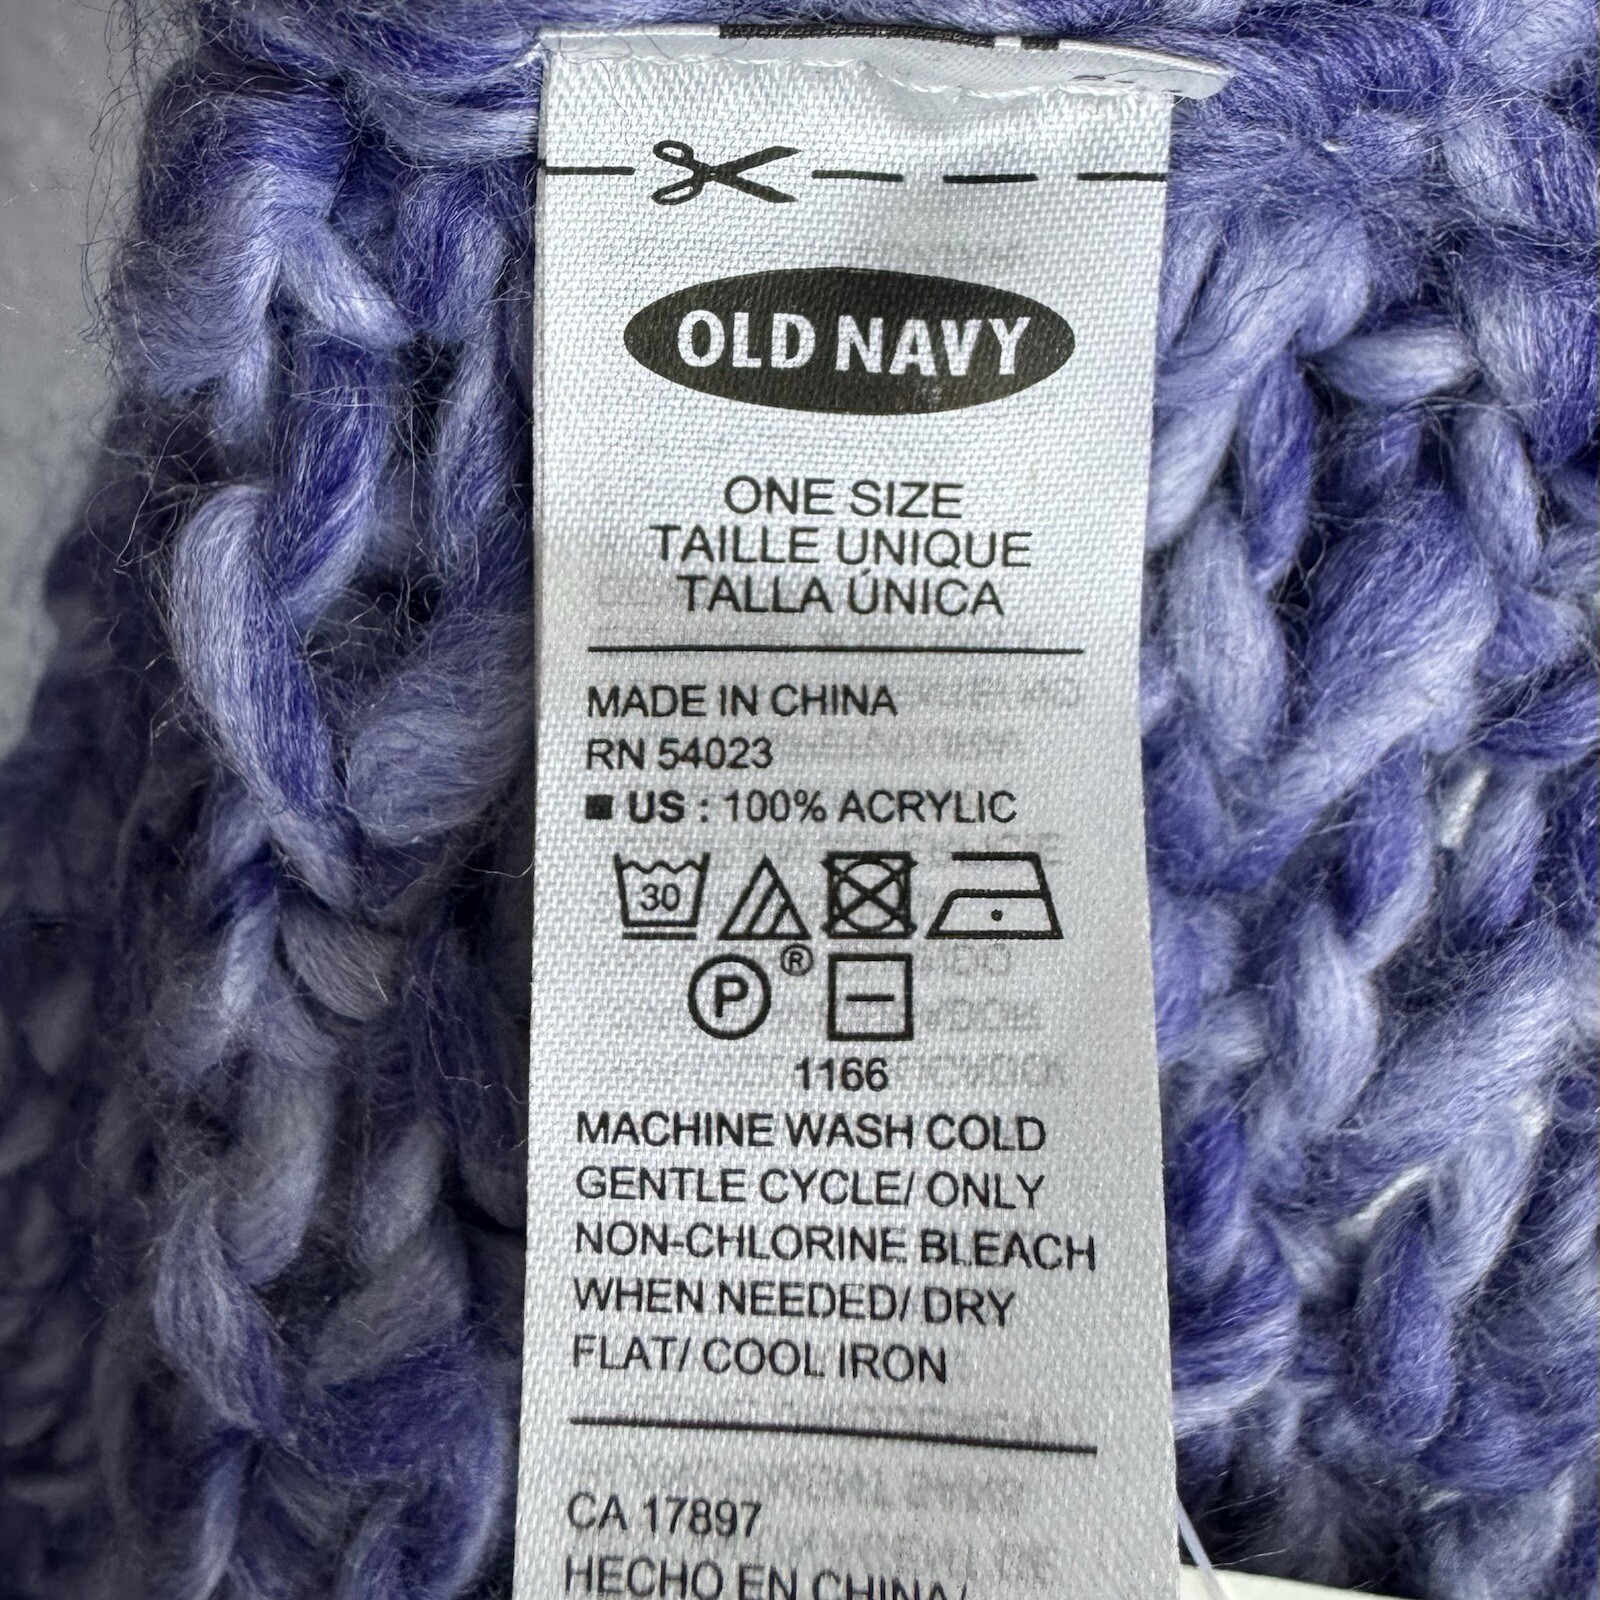 OLD NAVY
ONE SIZE
TAILLE UNIQUE
TALLA ÚNICA
MADE IN CHINA
RN 54023
■ US : 100% ACRYLIC
30
P ®
1166
MACHINE WASH COLD
GENTLE CYCLE/ ONLY
NON-CHLORINE BLEACH
WHEN NEEDED/ DRY
FLAT/ COOL IRON
CA 17897
HECHO EN CHINA/